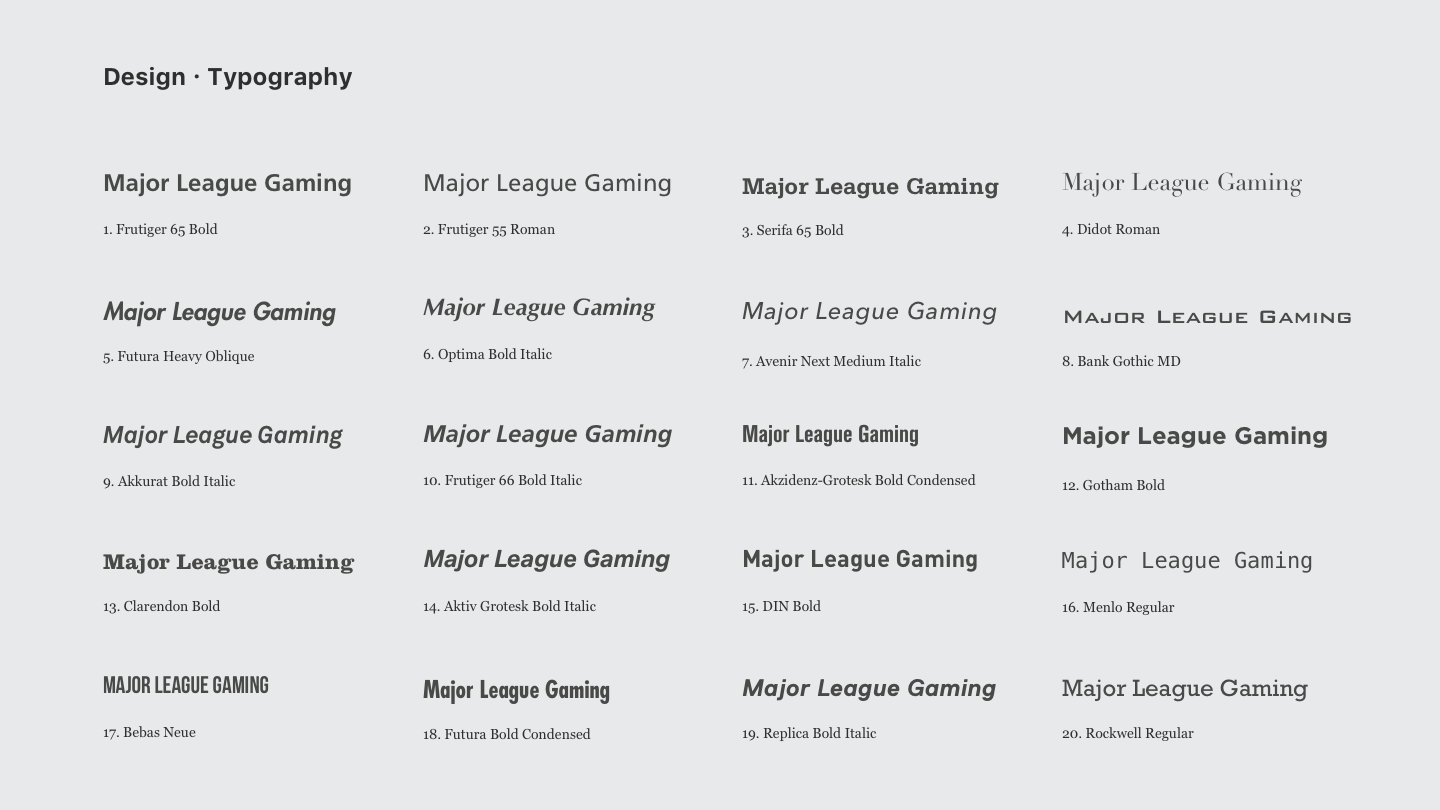 Design · Typography
Major League Gaming
1. Frutiger 65 Bold
Major League Gaming
2. Frutiger 55 Roman
Major League Gaming
3. Serifa 65 Bold
Major League Gaming
4. Didot Roman
Major League Gaming
5. Futura Heavy Oblique
Major League Gaming
6. Optima Bold Italic
Major League Gaming
7. Avenir Next Medium Italic
Major League Gaming
8. Bank Gothic MD
Major League Gaming
9. Akkurat Bold Italic
Major League Gaming
10. Frutiger 66 Bold Italic
Major League Gaming
11. Akzidenz-Grotesk Bold Condensed
Major League Gaming
12. Gotham Bold
Major League Gaming
13. Clarendon Bold
Major League Gaming
14. Aktiv Grotesk Bold Italic
Major League Gaming
15. DIN Bold
Major League Gaming
16. Menlo Regular
MAJOR LEAGUE GAMING
17. Bebas Neue
Major League Gaming
18. Futura Bold Condensed
Major League Gaming
19. Replica Bold Italic
Major League Gaming
20. Rockwell Regular